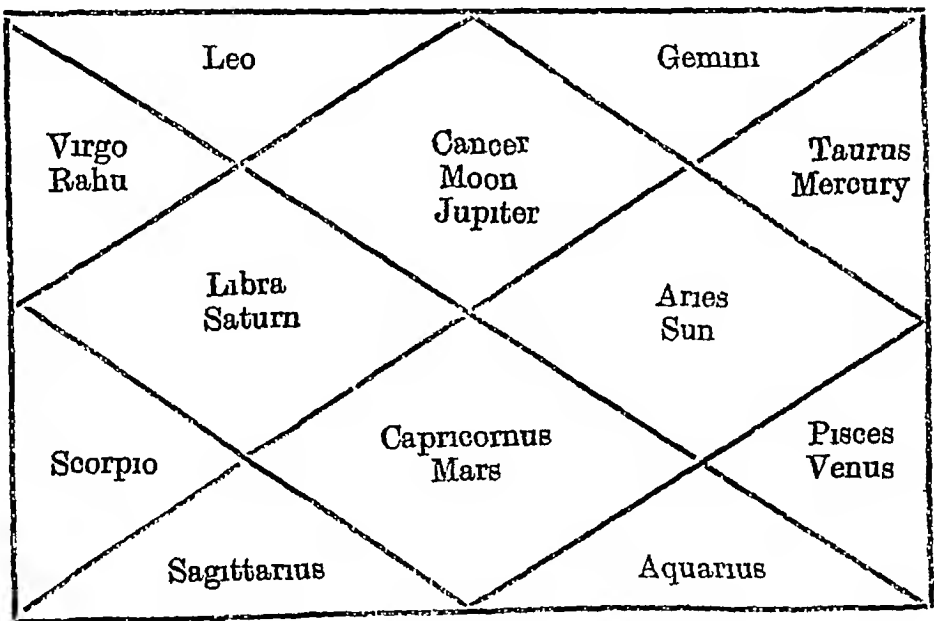 Leo
Gemini
Virgo
Rahu
Cancer
Moon
Jupiter
Taurus
Mercury
Libra
Saturn
Aries
Sun
Scorpio
Capricornus
Mars
Pisces
Venus
Sagittarius
Aquarius